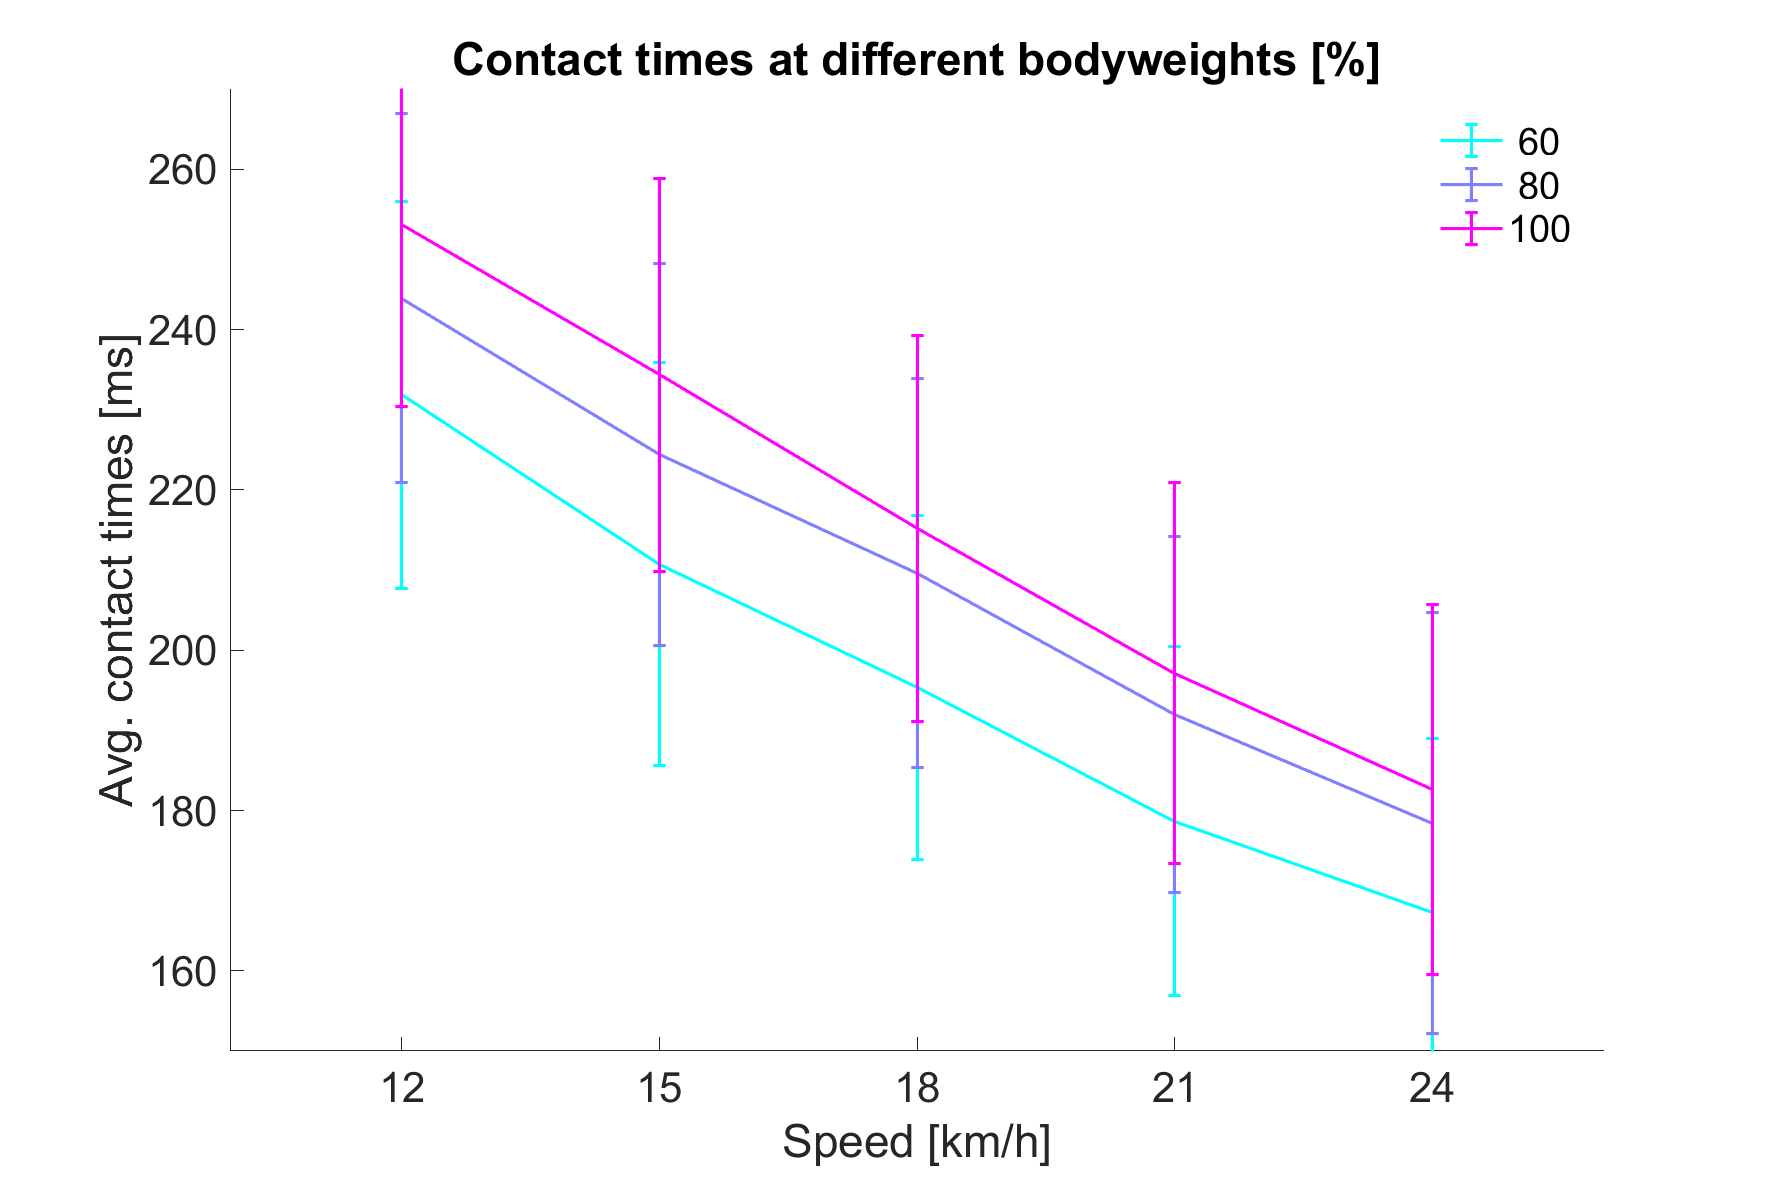 Contact times at different bodyweights [%]
60
80
100
260
240
220
200
180
160
Avg. contact times [ms]
12 15 18 21 24
Speed [km/h]